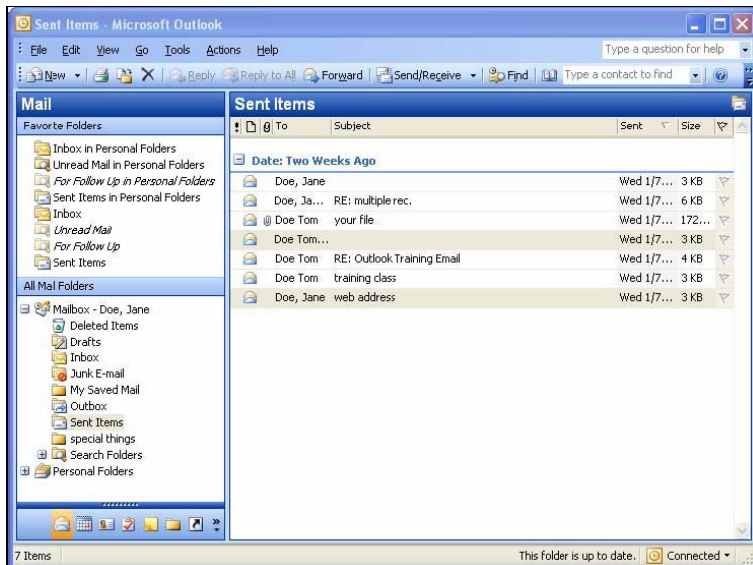 Sent Items - Microsoft Outlook
File Edit View Go Tools Actions Help Type a question for help
New Reply Reply to All Forward Send/Receive Find Type a contact to find
Mail
Favorte Folders
Inbox in Personal Folders
Unread Mail in Personal Folders
For Follow Up in Personal Folders
Sent Items in Personal Folders
Inbox
Unread Mail
For Follow Up
Sent Items
All Mal Folders
Mailbox - Doe, Jane
Deleted Items
Drafts
Inbox
Junk E-mail
My Saved Mail
Outbox
Sent Items
special things
Search Folders
Personal Folders
Sent Items
To Subject Sent Size
Date: Two Weeks Ago
Doe, Jane Wed 1/7... 3 KB
Doe, Ja... RE: multiple rec. Wed 1/7... 6 KB
Doe Tom your file Wed 1/7... 172...
Doe Tom... Wed 1/7... 3 KB
Doe Tom RE: Outlook Training Email Wed 1/7... 4 KB
Doe Tom training class Wed 1/7... 3 KB
Doe, Jane web address Wed 1/7... 3 KB
7 Items This folder is up to date. Connected